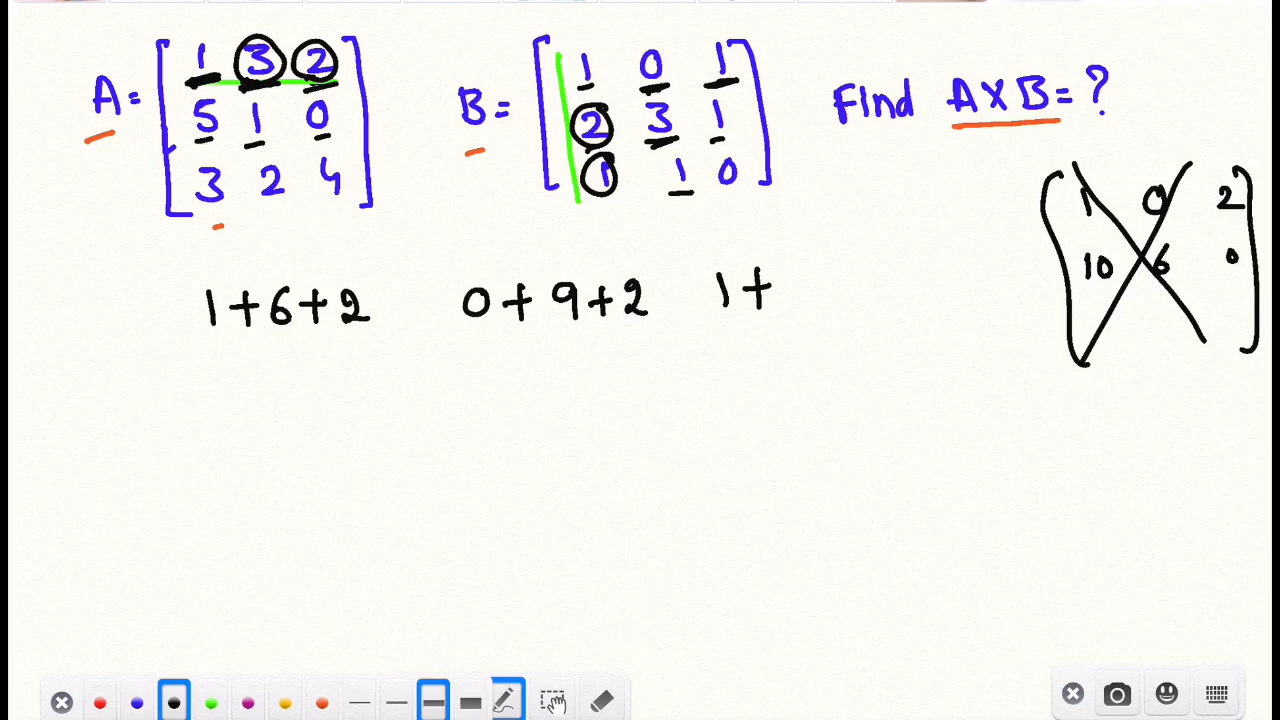 1 3 2
A= 5 1 0
3 2 4
1 0 1
B= 2 3 1
1 1 0
Find A X B = ?
1 0 2
10 6 0
1+6+2 0+9+2 1+